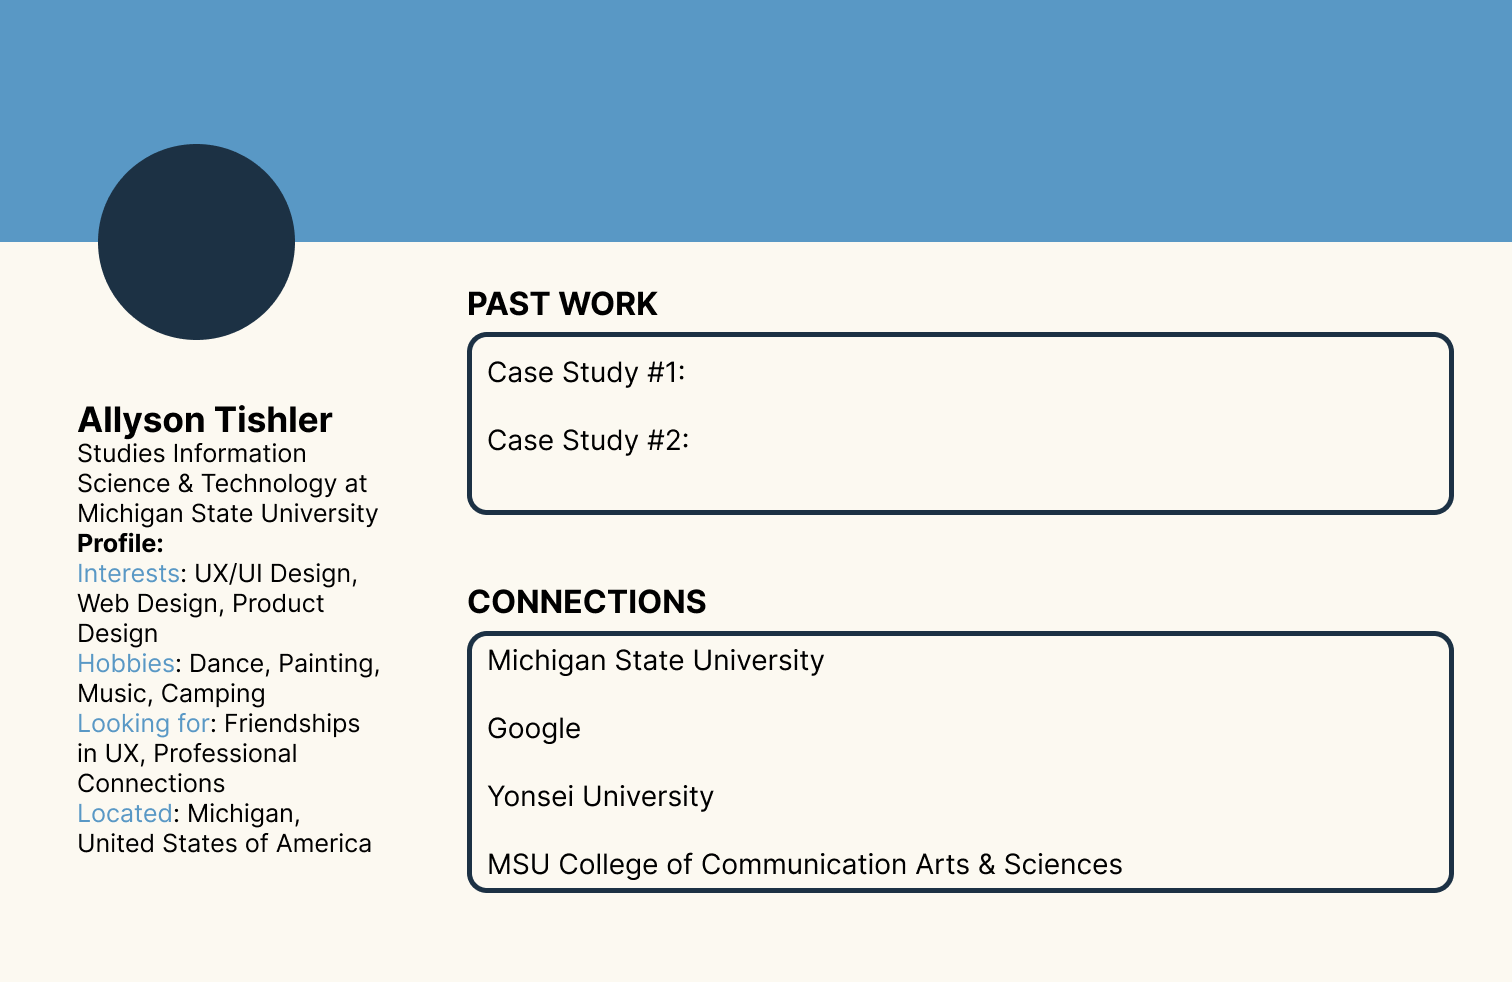 Allyson Tishler
Studies Information
Science & Technology at
Michigan State University
Profile:
Interests: UX/UI Design,
Web Design, Product
Design
Hobbies: Dance, Painting,
Music, Camping
Looking for: Friendships
in UX, Professional
Connections
Located: Michigan,
United States of America
PAST WORK
Case Study #1:
Case Study #2:
CONNECTIONS
Michigan State University
Google
Yonsei University
MSU College of Communication Arts & Sciences